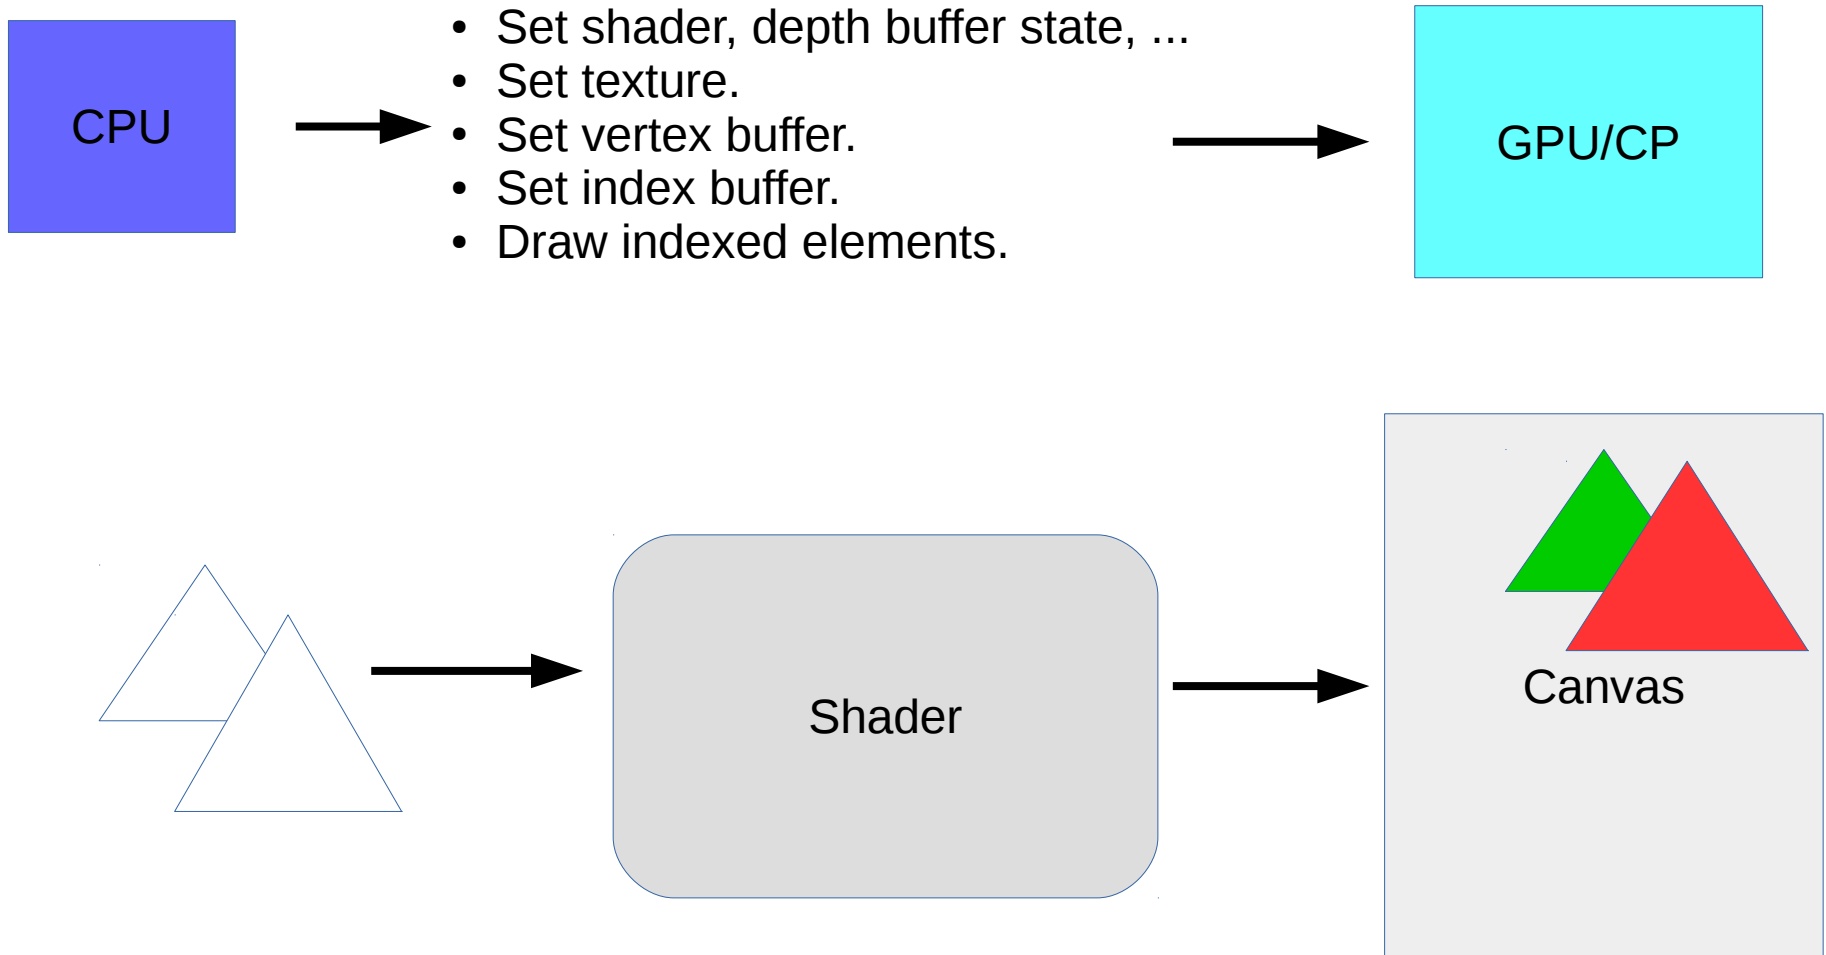 CPU
• Set shader, depth buffer state, ...
• Set texture.
• Set vertex buffer.
• Set index buffer.
• Draw indexed elements.
GPU/CP
Shader
Canvas